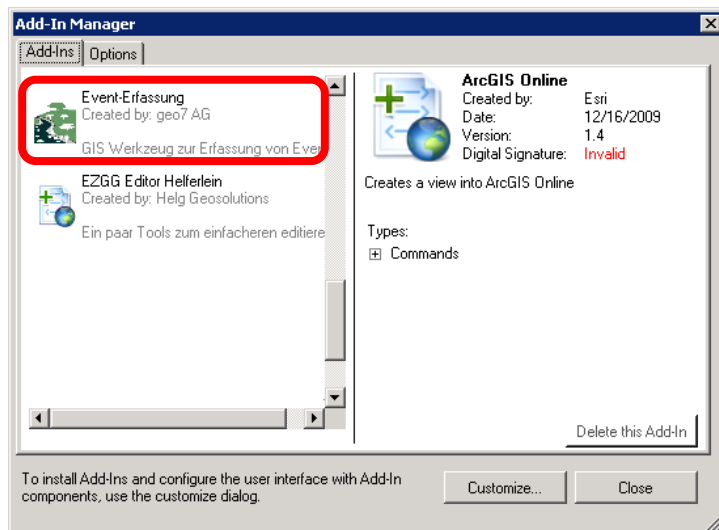 Add-In Manager
Add-Ins
Options
Event-Erfassung
Created by: geo7 AG
GIS Werkzeug zur Erfassung von Ever
EZGG Editor Helferlein
Created by: Helg Geosolutions
Ein paar Tools zum einfacheren editiere
ArcGIS Online
Created by: Esri
Date: 12/16/2009
Version: 1.4
Digital Signature: Invalid
Creates a view into ArcGIS Online
Types:
Commands
Delete this Add-In
To install Add-Ins and configure the user interface with Add-In
components, use the customize dialog.
Customize...
Close